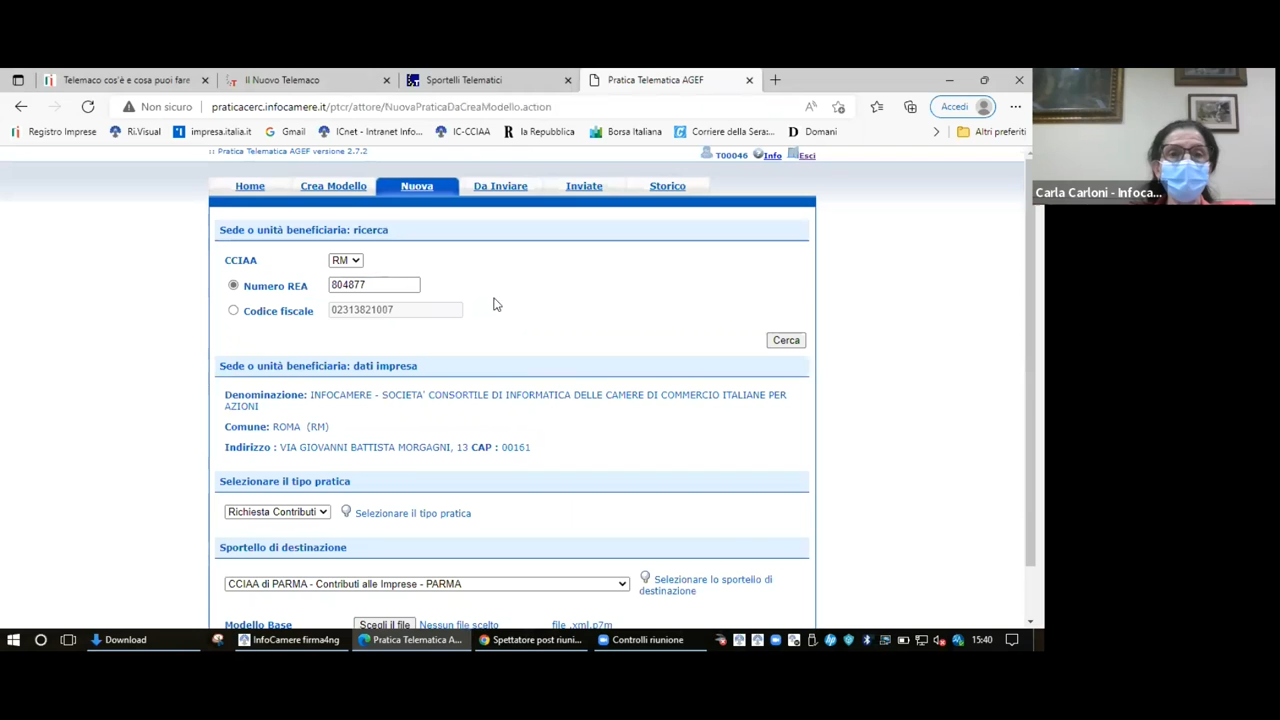 Telemaco cos'è e cosa puoi fare
Il Nuovo Telemaco
Sportelli Telematici
Pratica Telematica AGEF
Non sicuro
praticacerc.infocamere.it/ptcr/attore/NuovaPraticaDaCreaModello.action
Accedi
Registro Imprese
Ri.Visual
impresa.italia.it
Gmail
ICnet - Intranet Info...
IC-CCIAA
la Repubblica
Borsa Italiana
Corriere della Sera:...
Domani
Altri preferiti
:: Pratica Telematica AGEF versione 2.7.2
T00046 Info Esci
Home
Crea Modello
Nuova
Da Inviare
Inviate
Storico
Sede o unità beneficiaria: ricerca
CCIAA RM
Numero REA 804877
Codice fiscale 02313821007
Cerca
Sede o unità beneficiaria: dati impresa
Denominazione: INFOCAMERE - SOCIETA' CONSORTILE DI INFORMATICA DELLE CAMERE DI COMMERCIO ITALIANE PER
AZIONI
Comune: ROMA (RM)
Indirizzo : VIA GIOVANNI BATTISTA MORGAGNI, 13 CAP : 00161
Selezionare il tipo pratica
Richiesta Contributi Selezionare il tipo pratica
Sportello di destinazione
CCIAA di PARMA - Contributi alle Imprese - PARMA
Selezionare lo sportello di
destinazione
Modello Base Scegli il file Nessun file scelto file .xml.p7m
Carla Carloni - Infoca...
Download
InfoCamere firma4ng
Pratica Telematica A...
Spettatore post riuni...
Controlli riunione
15:40